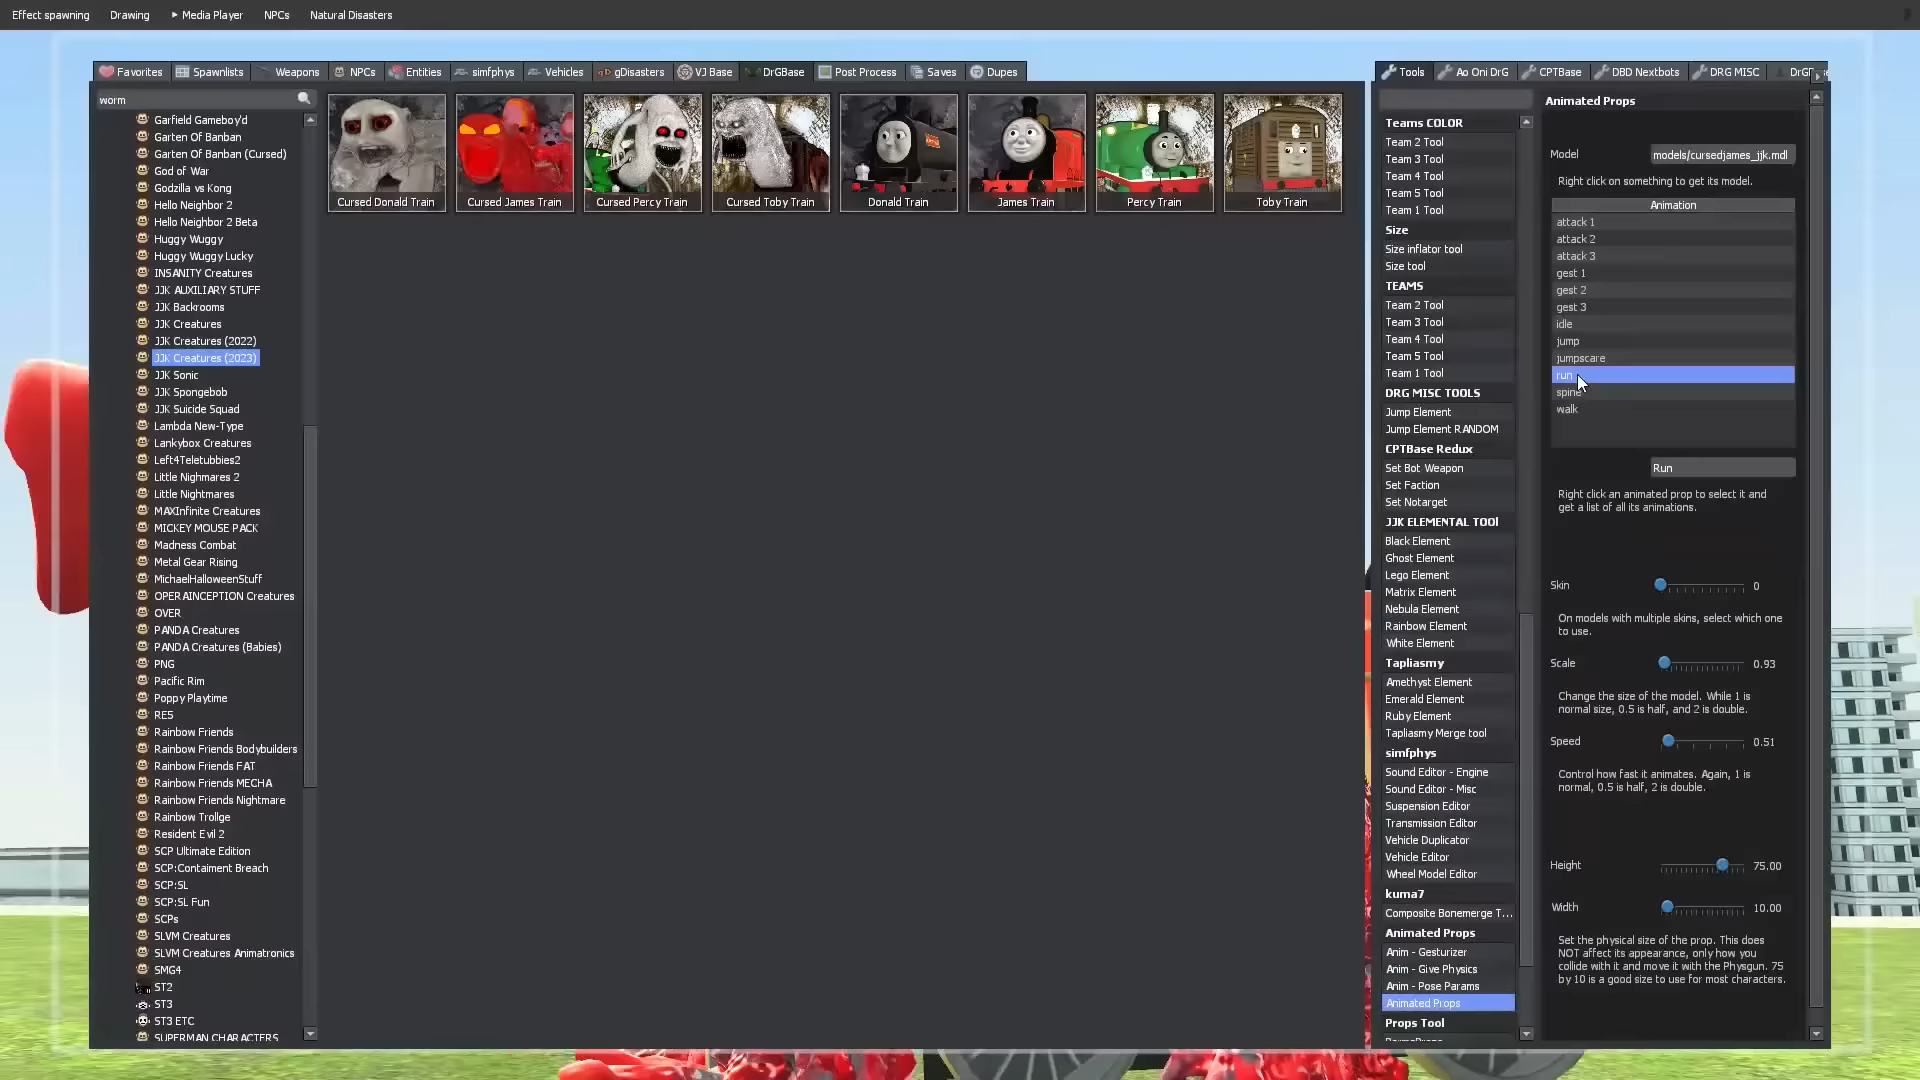 Effect spawning Drawing Media Player NPCs Natural Disasters
Favorites Spawnlists Weapons NPCs Entities simfphys Vehicles gDisasters VJ Base DrGBase Post Process Saves Dupes
worm
Garfield Gameboy'd
Garten Of Banban
Garten Of Banban (Cursed)
God of War
Godzilla vs Kong
Hello Neighbor 2
Hello Neighbor 2 Beta
Huggy Wuggy
Huggy Wuggy Lucky
INSANITY Creatures
JJK AUXILIARY STUFF
JJK Backrooms
JJK Creatures
JJK Creatures (2022)
JJK Creatures (2023)
JJK Sonic
JJK Spongebob
JJK Suicide Squad
Lambda New-Type
Lankybox Creatures
Left4Teletubbies2
Little Nighmares 2
Little Nightmares
MAXInfinite Creatures
MICKEY MOUSE PACK
Madness Combat
Metal Gear Rising
MichaelHalloweenStuff
OPERAINCEPTION Creatures
OVER
PANDA Creatures
PANDA Creatures (Babies)
PNG
Pacific Rim
Poppy Playtime
RE5
Rainbow Friends
Rainbow Friends Bodybuilders
Rainbow Friends FAT
Rainbow Friends MECHA
Rainbow Friends Nightmare
Rainbow Trollge
Resident Evil 2
SCP Ultimate Edition
SCP:Contaiment Breach
SCP:SL
SCP:SL Fun
SCPs
SLVM Creatures
SLVM Creatures Animatronics
SMG4
ST2
ST3
ST3 ETC
SUPERMAN CHARACTERS
Cursed Donald Train Cursed James Train Cursed Percy Train Cursed Toby Train Donald Train James Train Percy Train Toby Train
Tools Ao Oni DrG CPTBase DBD Nextbots DRG MISC
Teams COLOR
Team 2 Tool
Team 3 Tool
Team 4 Tool
Team 5 Tool
Team 1 Tool
Size
Size inflator tool
Size tool
TEAMS
Team 2 Tool
Team 3 Tool
Team 4 Tool
Team 5 Tool
Team 1 Tool
DRG MISC TOOLS
Jump Element
Jump Element RANDOM
CPTBase Redux
Set Bot Weapon
Set Faction
Set Notarget
JJK ELEMENTAL TOOl
Black Element
Ghost Element
Lego Element
Matrix Element
Nebula Element
Rainbow Element
White Element
Tapliasmy
Amethyst Element
Emerald Element
Ruby Element
Tapliasmy Merge tool
simfphys
Sound Editor - Engine
Sound Editor - Misc
Suspension Editor
Transmission Editor
Vehicle Duplicator
Vehicle Editor
Wheel Model Editor
kuma7
Composite Bonemerge T...
Animated Props
Anim - Gesturizer
Anim - Give Physics
Anim - Pose Params
Animated Props
Props Tool
Animated Props
Model models/cursedjames_jjk.mdl
Right click on something to get its model.
Animation
attack 1
attack 2
attack 3
gest 1
gest 2
gest 3
idle
jump
jumpscare
run
spine
walk
Run
Right click an animated prop to select it and
get a list of all its animations.
Skin 0
On models with multiple skins, select which one
to use.
Scale 0.93
Change the size of the model. While 1 is
normal size, 0.5 is half, and 2 is double.
Speed 0.51
Control how fast it animates. Again, 1 is
normal, 0.5 is half, 2 is double.
Height 75.00
Width 10.00
Set the physical size of the prop. This does
NOT affect its appearance, only how you
collide with it and move it with the Physgun. 75
by 10 is a good size to use for most characters.